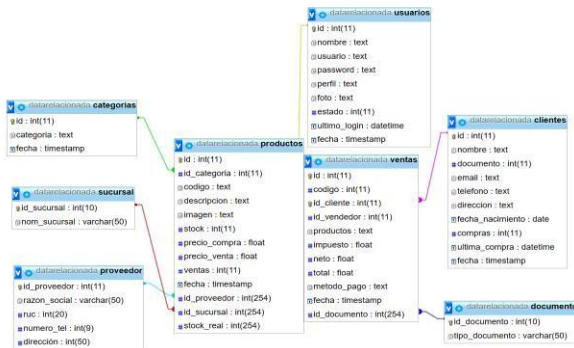 datarelacionada usuarios
id : int(11)
nombre : text
usuario : text
password : text
perfil : text
foto : text
estado : int(11)
ultimo_login : datetime
fecha : timestamp
datarelacionada categorias
id : int(11)
categoria : text
fecha : timestamp
datarelacionada sucursal
id_sucursal : int(10)
nom_sucursal : varchar(50)
datarelacionada proveedor
id_proveedor : int(11)
razon_social : varchar(50)
ruc : int(20)
numero_tel : int(9)
dirección : int(50)
datarelacionada productos
id : int(11)
id_categoria : int(11)
codigo : text
descripcion : text
imagen : text
stock : int(11)
precio_compra : float
precio_venta : float
ventas : int(11)
fecha : timestamp
id_proveedor : int(254)
id_sucursal : int(254)
stock_real : int(254)
datarelacionada ventas
id : int(11)
codigo : int(11)
id_cliente : int(11)
id_vendedor : int(11)
productos : text
impuesto : float
neto : float
total : float
metodo_pago : text
fecha : timestamp
id_documento : int(254)
datarelacionada clientes
id : int(11)
nombre : text
documento : int(11)
email : text
telefono : text
direccion : text
fecha_nacimiento : date
compras : int(11)
ultima_compra : datetime
fecha : timestamp
datarelacionada documento
id_documento : int(10)
tipo_documento : varchar(50)